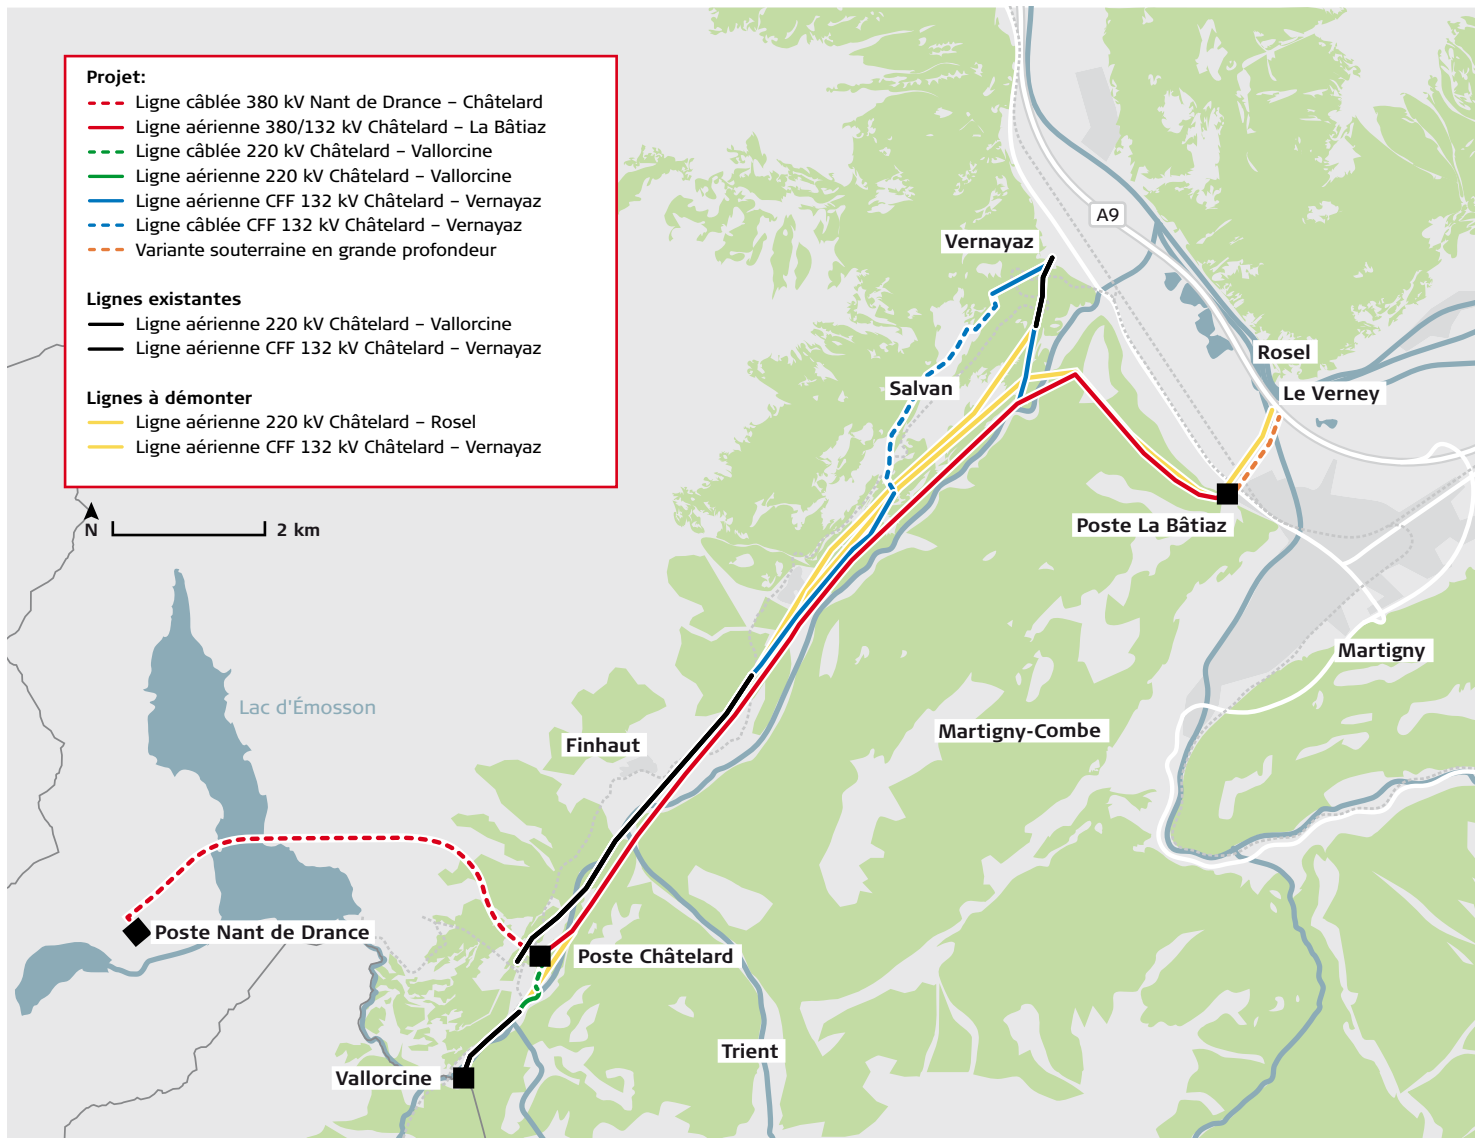 Projet:
Ligne câblée 380 kV Nant de Drance – Châtelard
Ligne aérienne 380/132 kV Châtelard – La Bâtiaz
Ligne câblée 220 kV Châtelard – Vallorcine
Ligne aérienne 220 kV Châtelard – Vallorcine
Ligne aérienne CFF 132 kV Châtelard – Vernayaz
Ligne câblée CFF 132 kV Châtelard – Vernayaz
Variante souterraine en grande profondeur
Lignes existantes
Ligne aérienne 220 kV Châtelard – Vallorcine
Ligne aérienne CFF 132 kV Châtelard – Vernayaz
Lignes à démonter
Ligne aérienne 220 kV Châtelard – Rosel
Ligne aérienne CFF 132 kV Châtelard – Vernayaz
N
2 km
A9
Vernayaz
Rosel
Le Verney
Salvan
Poste La Bâtiaz
Martigny
Lac d'Émosson
Martigny-Combe
Finhaut
Poste Nant de Drance
Poste Châtelard
Trient
Vallorcine